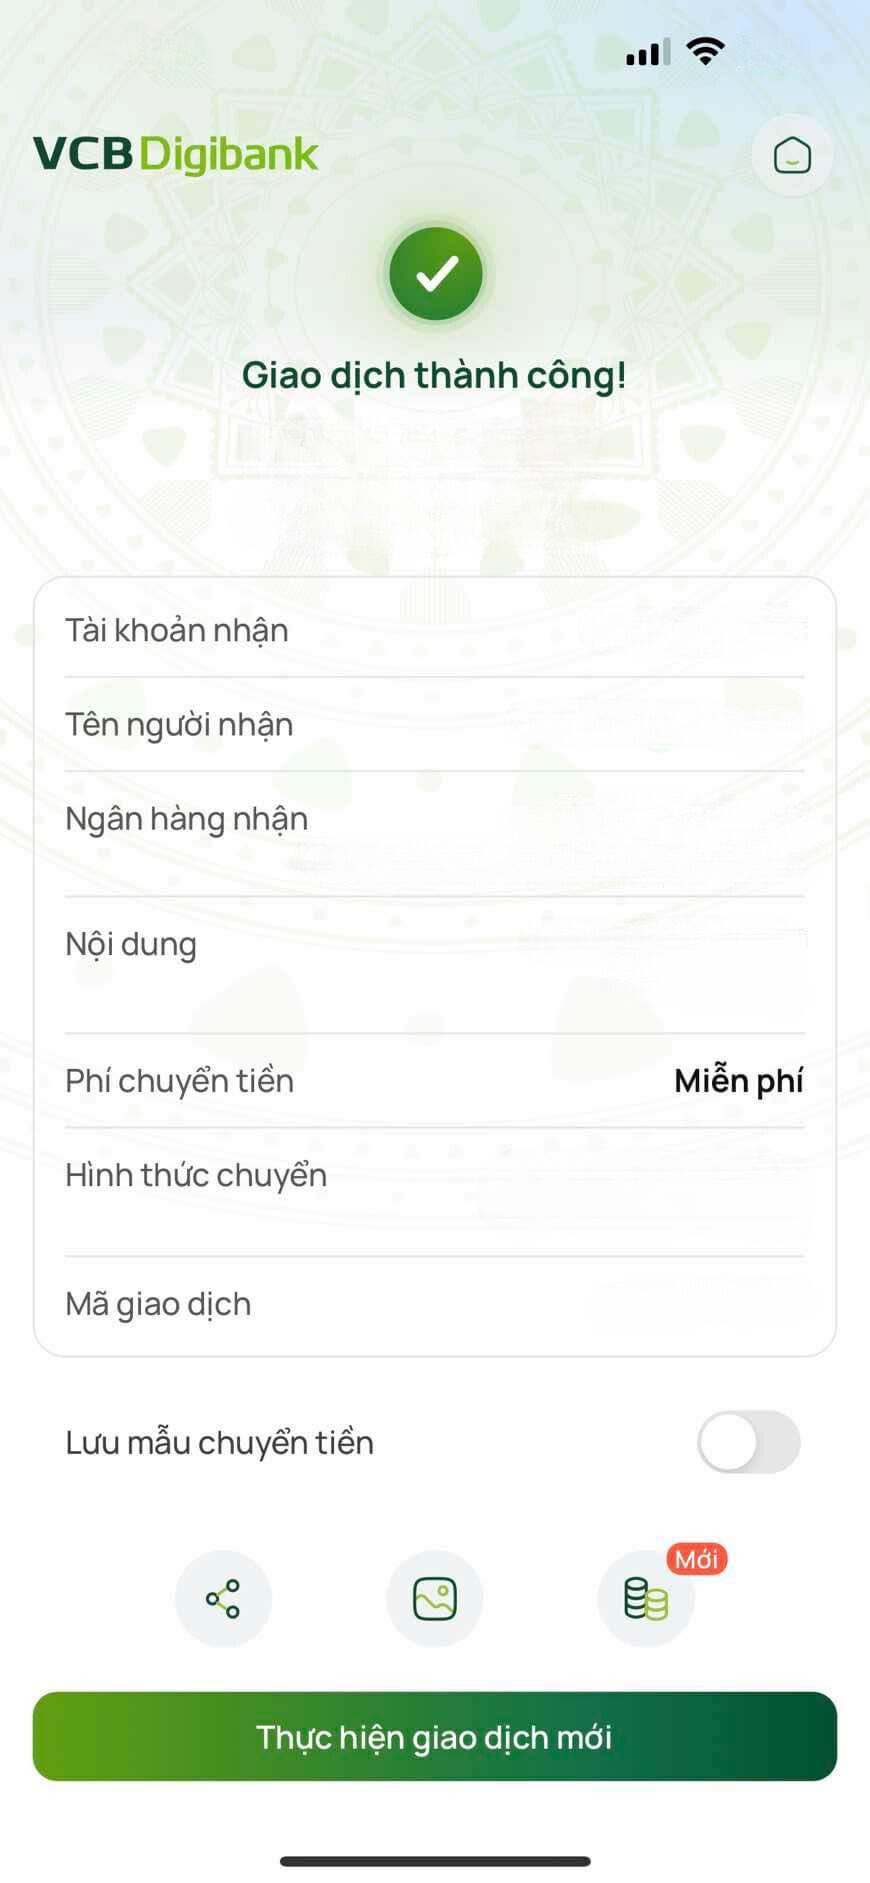 VCB Digibank
Giao dịch thành công!
Tài khoản nhận
Tên người nhận
Ngân hàng nhận
Nội dung
Phí chuyển tiền Miễn phí
Hình thức chuyển
Mã giao dịch
Lưu mẫu chuyển tiền
Mới
Thực hiện giao dịch mới